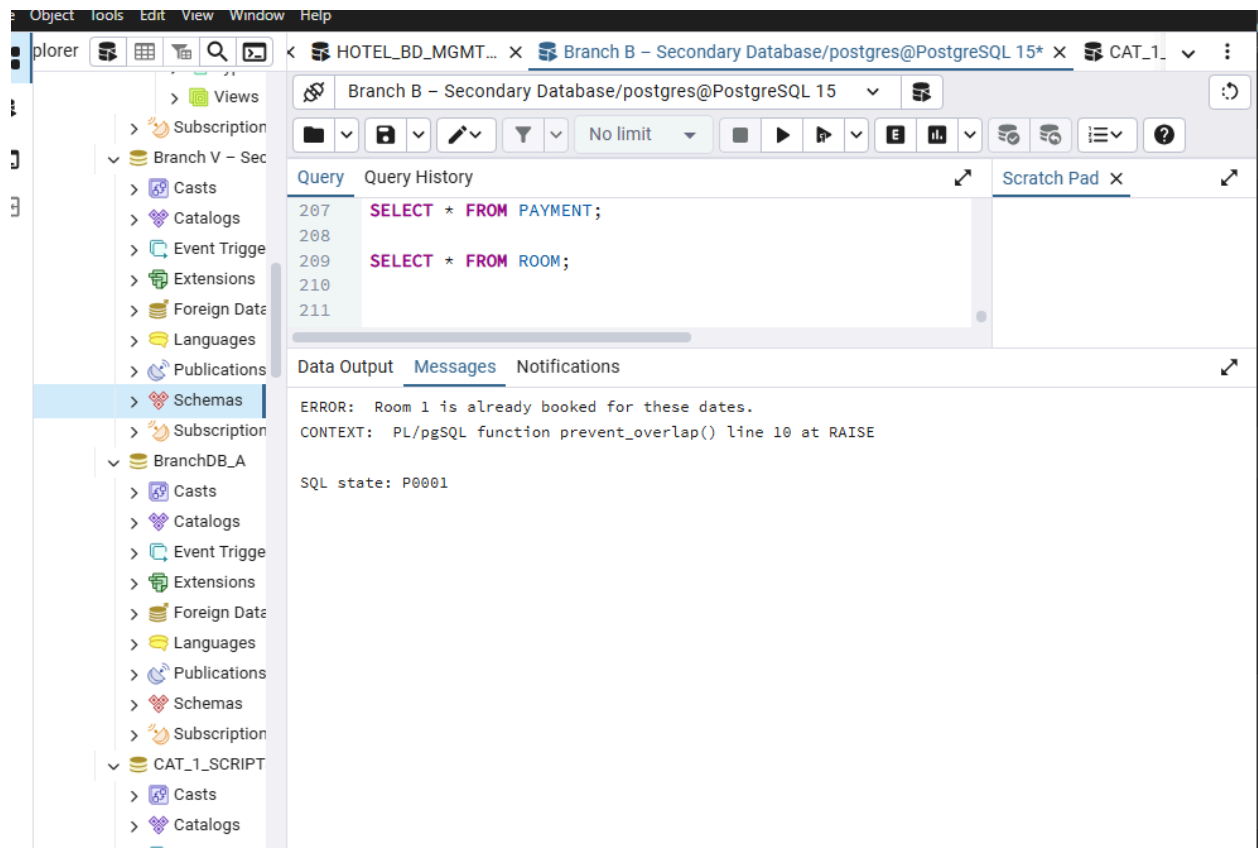 Object Tools Edit View Window Help
plorer
HOTEL_BD_MGMT... Branch B – Secondary Database/postgres@PostgreSQL 15* CAT_1_
Views
Subscription
Branch V – Sec
Casts
Catalogs
Event Trigge
Extensions
Foreign Data
Languages
Publications
Schemas
Subscription
BranchDB_A
Casts
Catalogs
Event Trigge
Extensions
Foreign Data
Languages
Publications
Schemas
Subscription
CAT_1_SCRIPT
Casts
Catalogs
Branch B – Secondary Database/postgres@PostgreSQL 15
No limit
E
Query Query History
Scratch Pad
207 SELECT * FROM PAYMENT;
208
209 SELECT * FROM ROOM;
210
211
Data Output Messages Notifications
ERROR: Room 1 is already booked for these dates.
CONTEXT: PL/pgSQL function prevent_overlap() line 10 at RAISE
SQL state: P0001